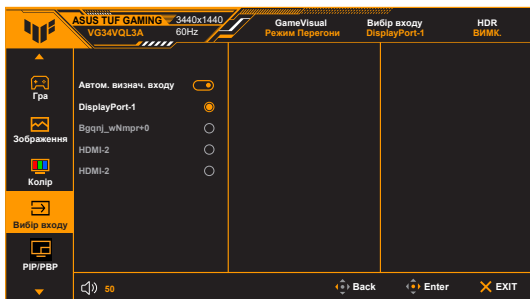 ASUS TUF GAMING
VG34VQL3A
3440x1440
60Hz
GameVisual
Режим Перегони
Вибір входу
DisplayPort-1
HDR
ВИМК.
Гра
Зображення
Колір
Вибір входу
PIP/PBP
Автом. визнач. входу
DisplayPort-1
Bgqnj_wNmpr+0
HDMI-2
HDMI-2
50
Back
Enter
EXIT